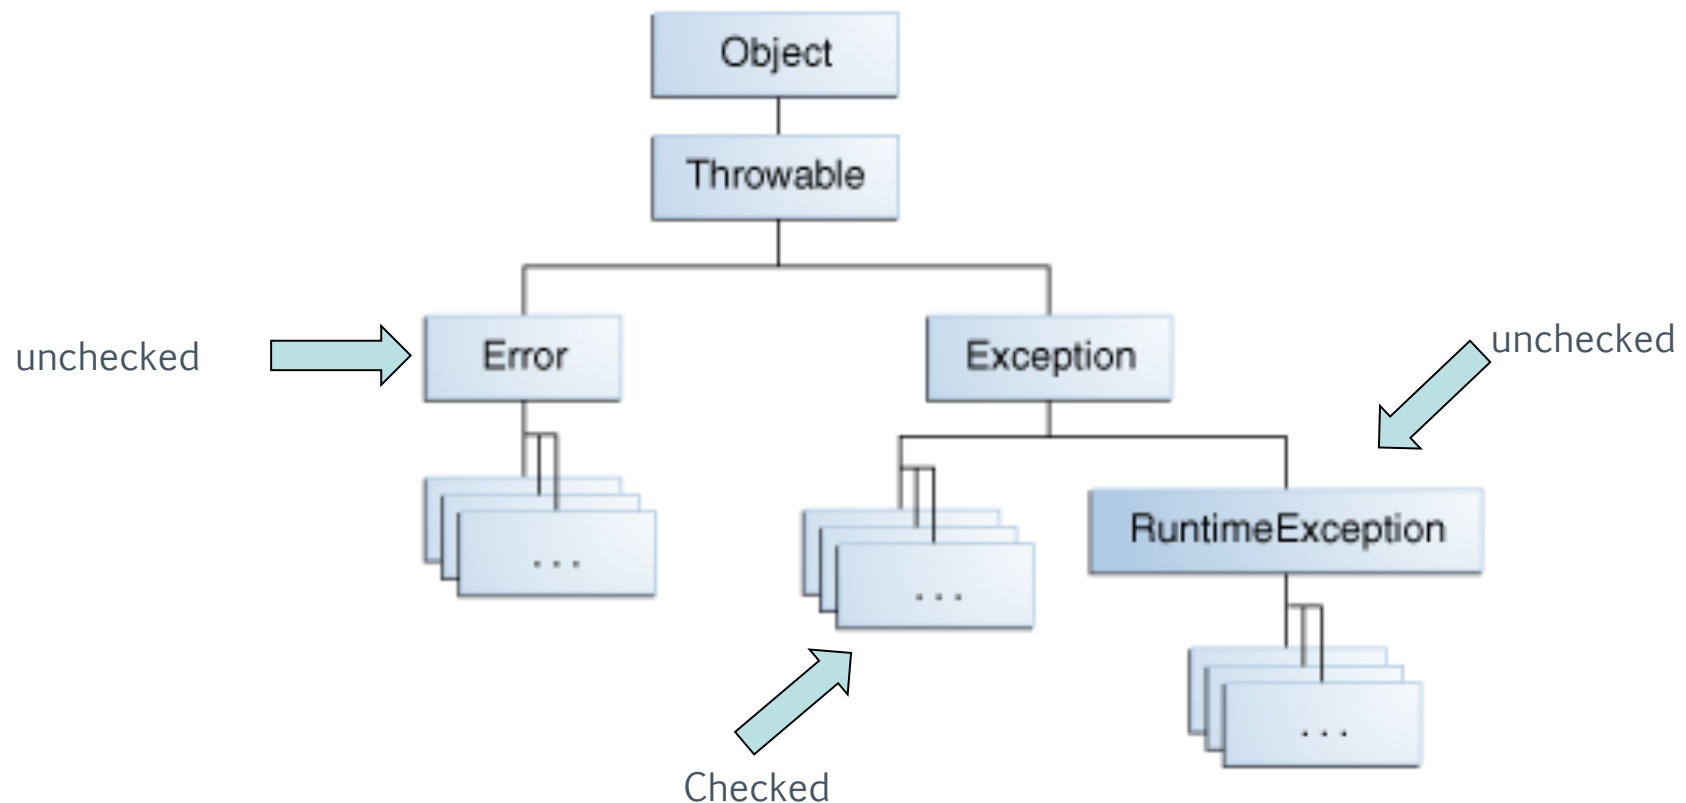 Object
Throwable
unchecked
Error
Exception
unchecked
...
...
RuntimeException
...
Checked